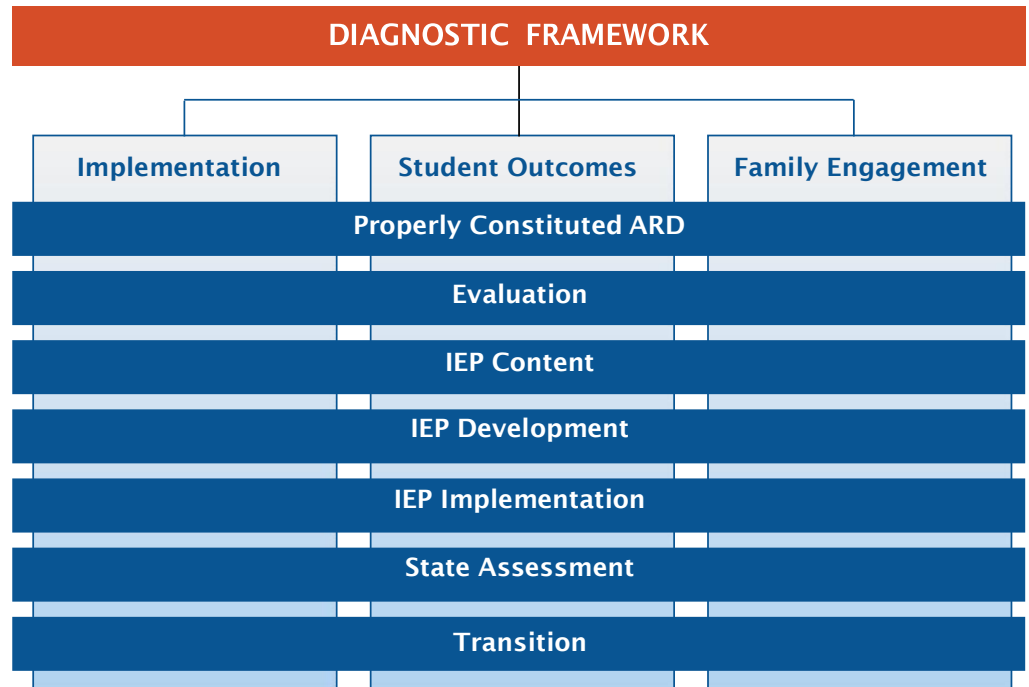 DIAGNOSTIC FRAMEWORK
Implementation
Student Outcomes
Family Engagement
Properly Constituted ARD
Evaluation
IEP Content
IEP Development
IEP Implementation
State Assessment
Transition